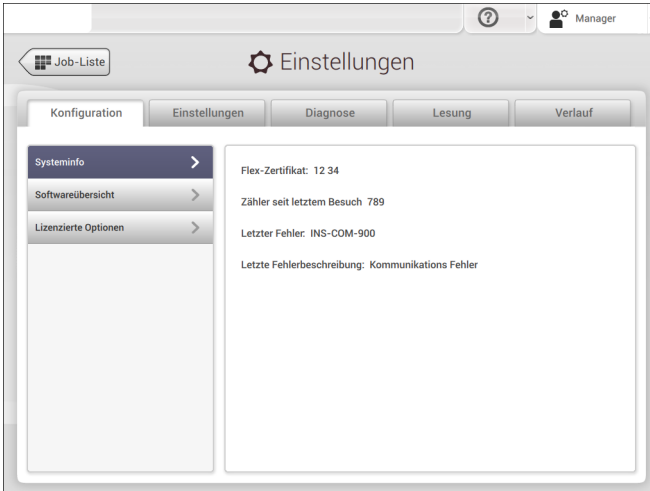 Manager
Job-Liste
Einstellungen
Konfiguration
Einstellungen
Diagnose
Lesung
Verlauf
Systeminfo
Softwareübersicht
Lizenzierte Optionen
Flex-Zertifikat: 12 34
Zähler seit letztem Besuch 789
Letzter Fehler: INS-COM-900
Letzte Fehlerbeschreibung: Kommunikations Fehler